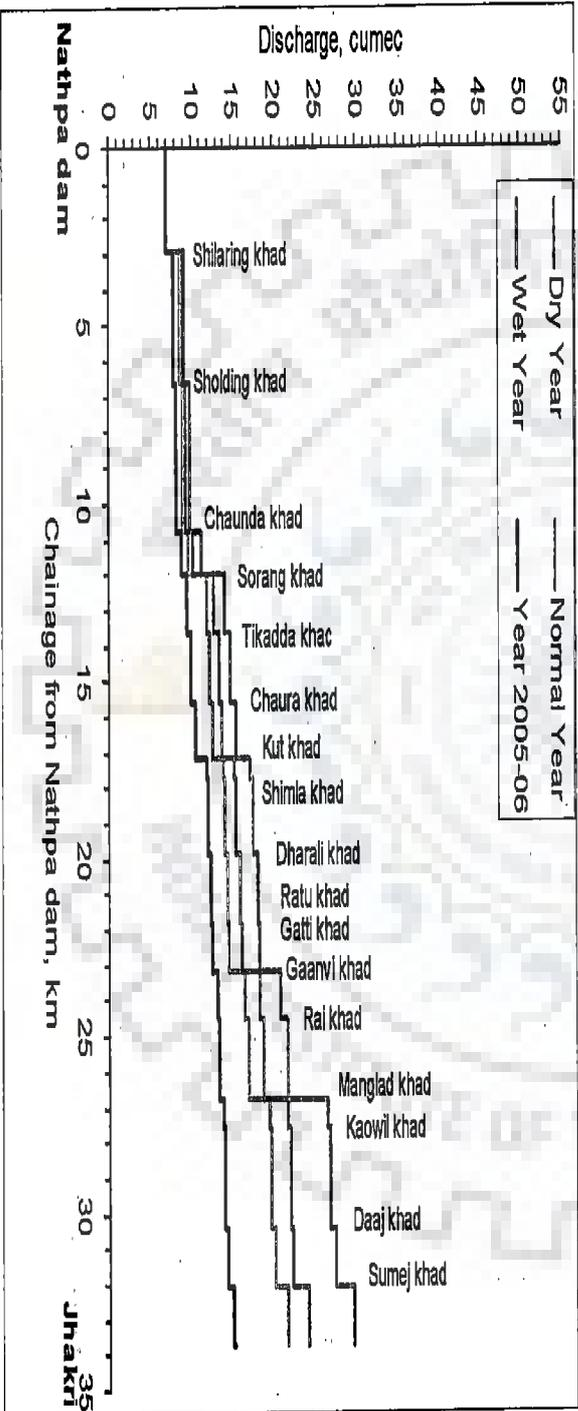 Discharge, cumec
55
50
45
40
35
30
25
20
15
10
5
0
Dry Year
Normal Year
Wet Year
Year 2005-06
Shilaring khad
Sholding khad
Chaunda khad
Sorang khad
Tikadda khac
Chaura khad
Kut khad
Shimla khad
Dharali khad
Ratu khad
Gatti khad
Gaanvi khad
Rai khad
Manglad khad
Kaowil khad
Daaj khad
Sumej khad
0
5
10
15
20
25
30
35
Nathpa dam
Chainage from Nathpa dam, km
Jhakri